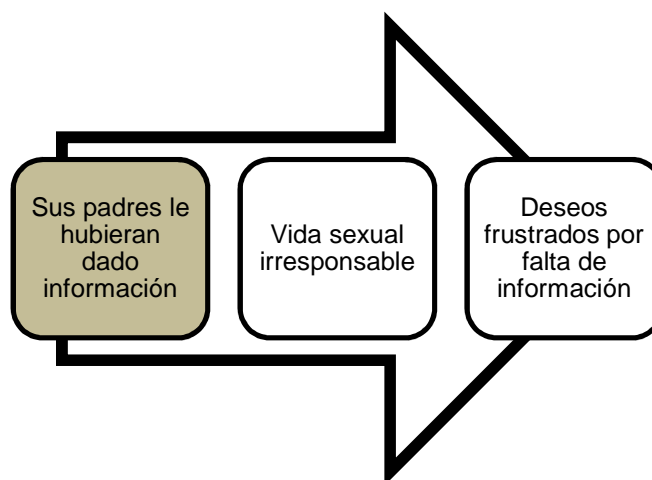 Sus padres le
hubieran
dado
información
Vida sexual
irresponsable
Deseos
frustrados por
falta de
información